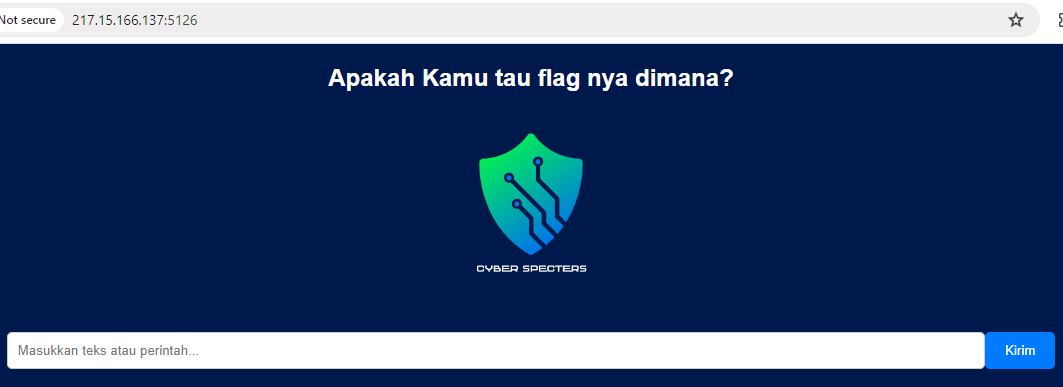 Not secure 217.15.166.137:5126
Apakah Kamu tau flag nya dimana?
CYBER SPECTERS
Masukkan teks atau perintah... Kirim